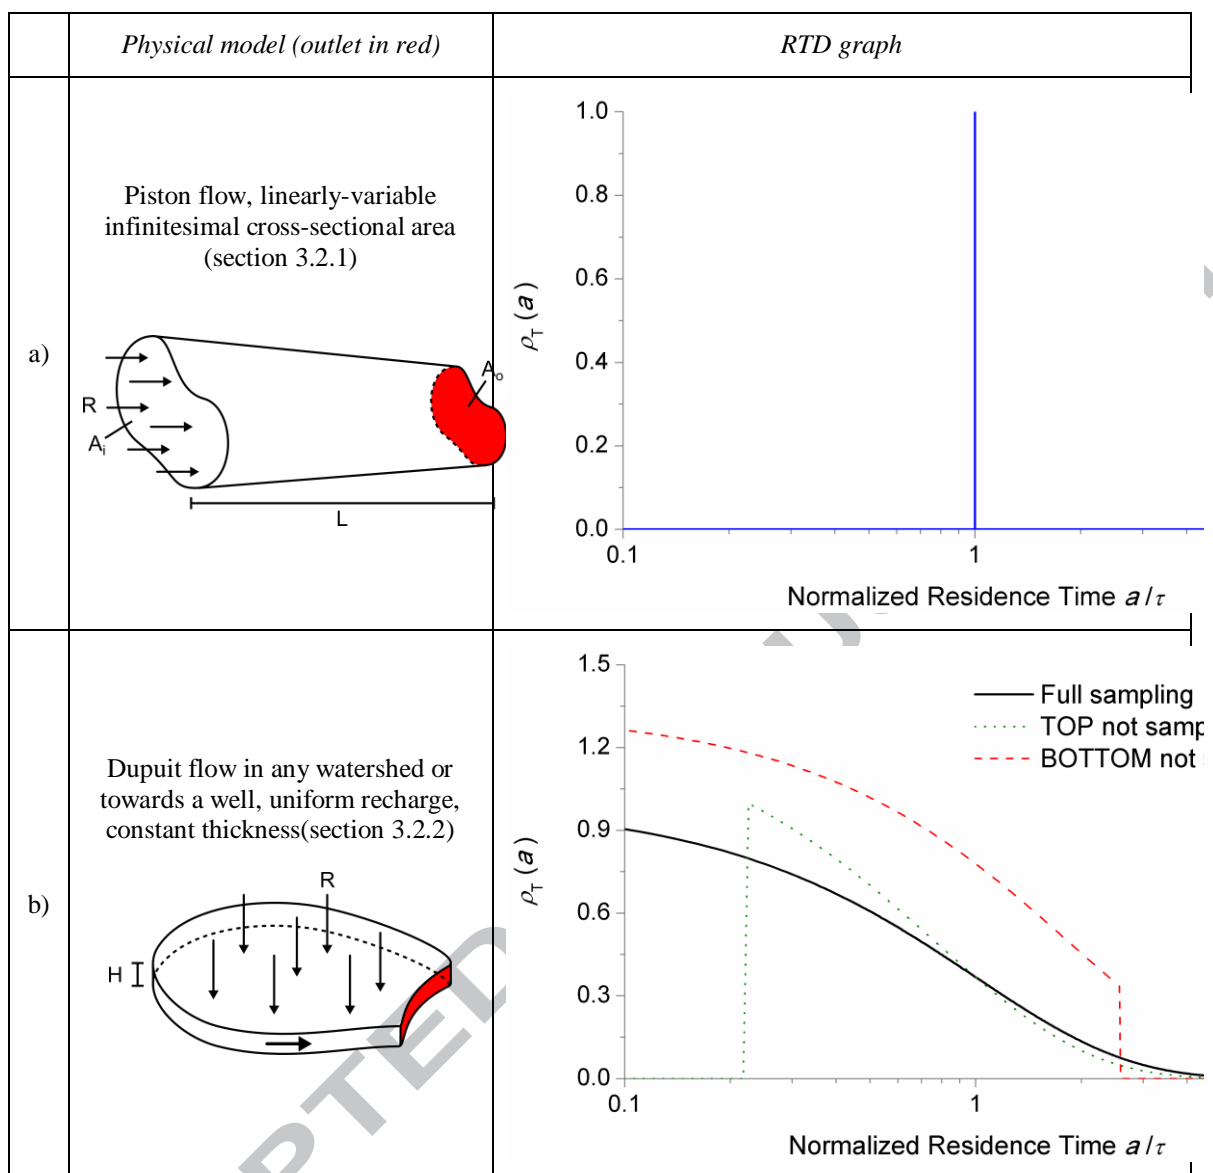 Physical model (outlet in red)
RTD graph
a)
Piston flow, linearly-variable
infinitesimal cross-sectional area
(section 3.2.1)
R
Ai
Ao
L
1.0
0.8
0.6
0.4
0.2
0.0
ρT (a)
0.1
1
Normalized Residence Time a/τ
b)
Dupuit flow in any watershed or
towards a well, uniform recharge,
constant thickness(section 3.2.2)
R
H
1.5
1.2
0.9
0.6
0.3
0.0
ρT (a)
Full sampling
TOP not samp
BOTTOM not
0.1
1
Normalized Residence Time a/τ
PTED